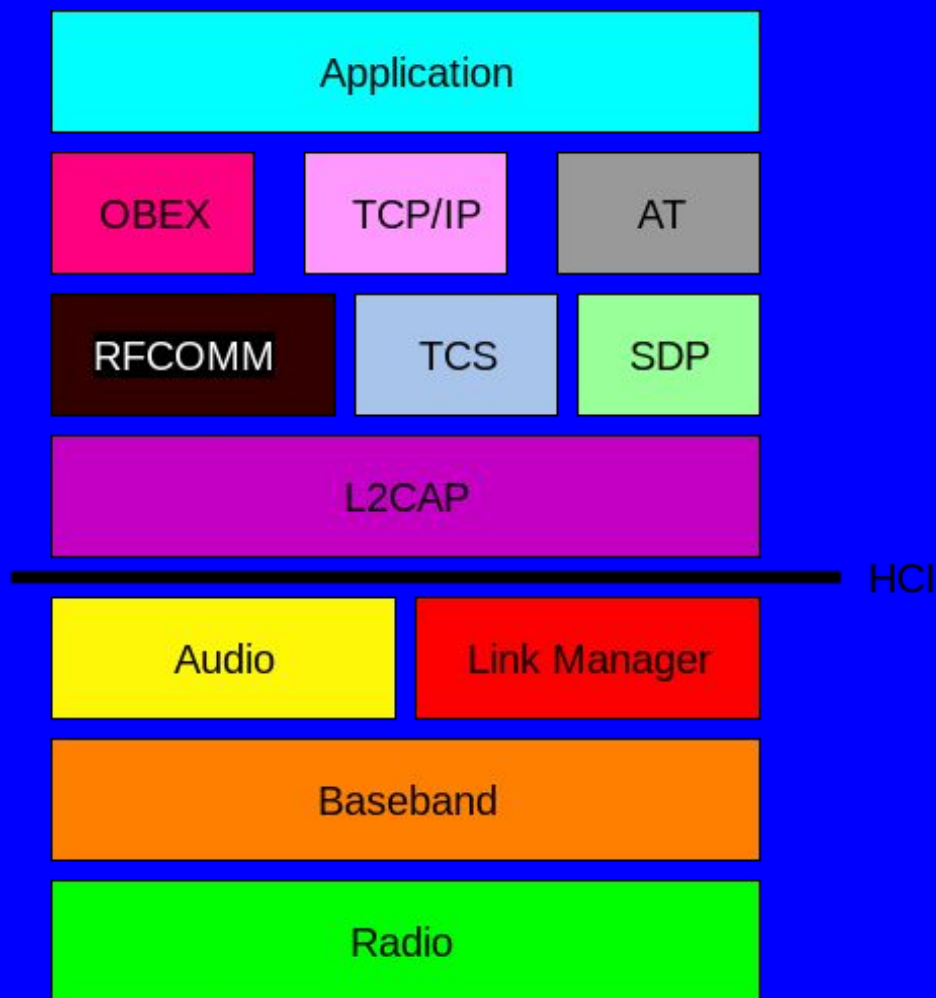 Application
OBEX
TCP/IP
AT
RFCOMM
TCS
SDP
L2CAP
HCI
Audio
Link Manager
Baseband
Radio